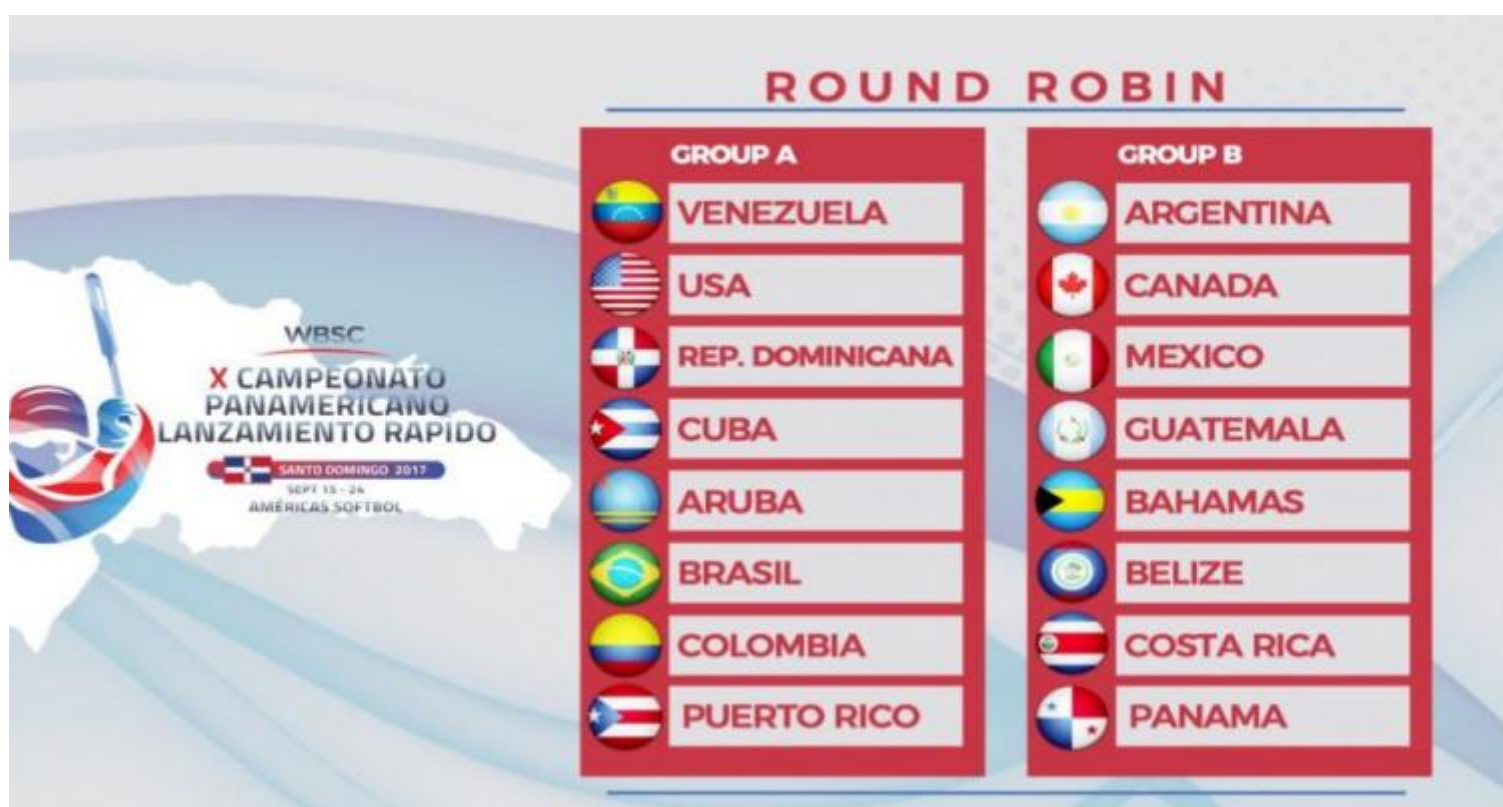 ROUND ROBIN
WBSC
X CAMPEONATO
PANAMERICANO
LANZAMIENTO RAPIDO
SANTO DOMINGO 2017
SEPT 15 - 24
AMÉRICAS SOFTBOL
GROUP A
VENEZUELA
USA
REP. DOMINICANA
CUBA
ARUBA
BRASIL
COLOMBIA
PUERTO RICO
GROUP B
ARGENTINA
CANADA
MEXICO
GUATEMALA
BAHAMAS
BELIZE
COSTA RICA
PANAMA